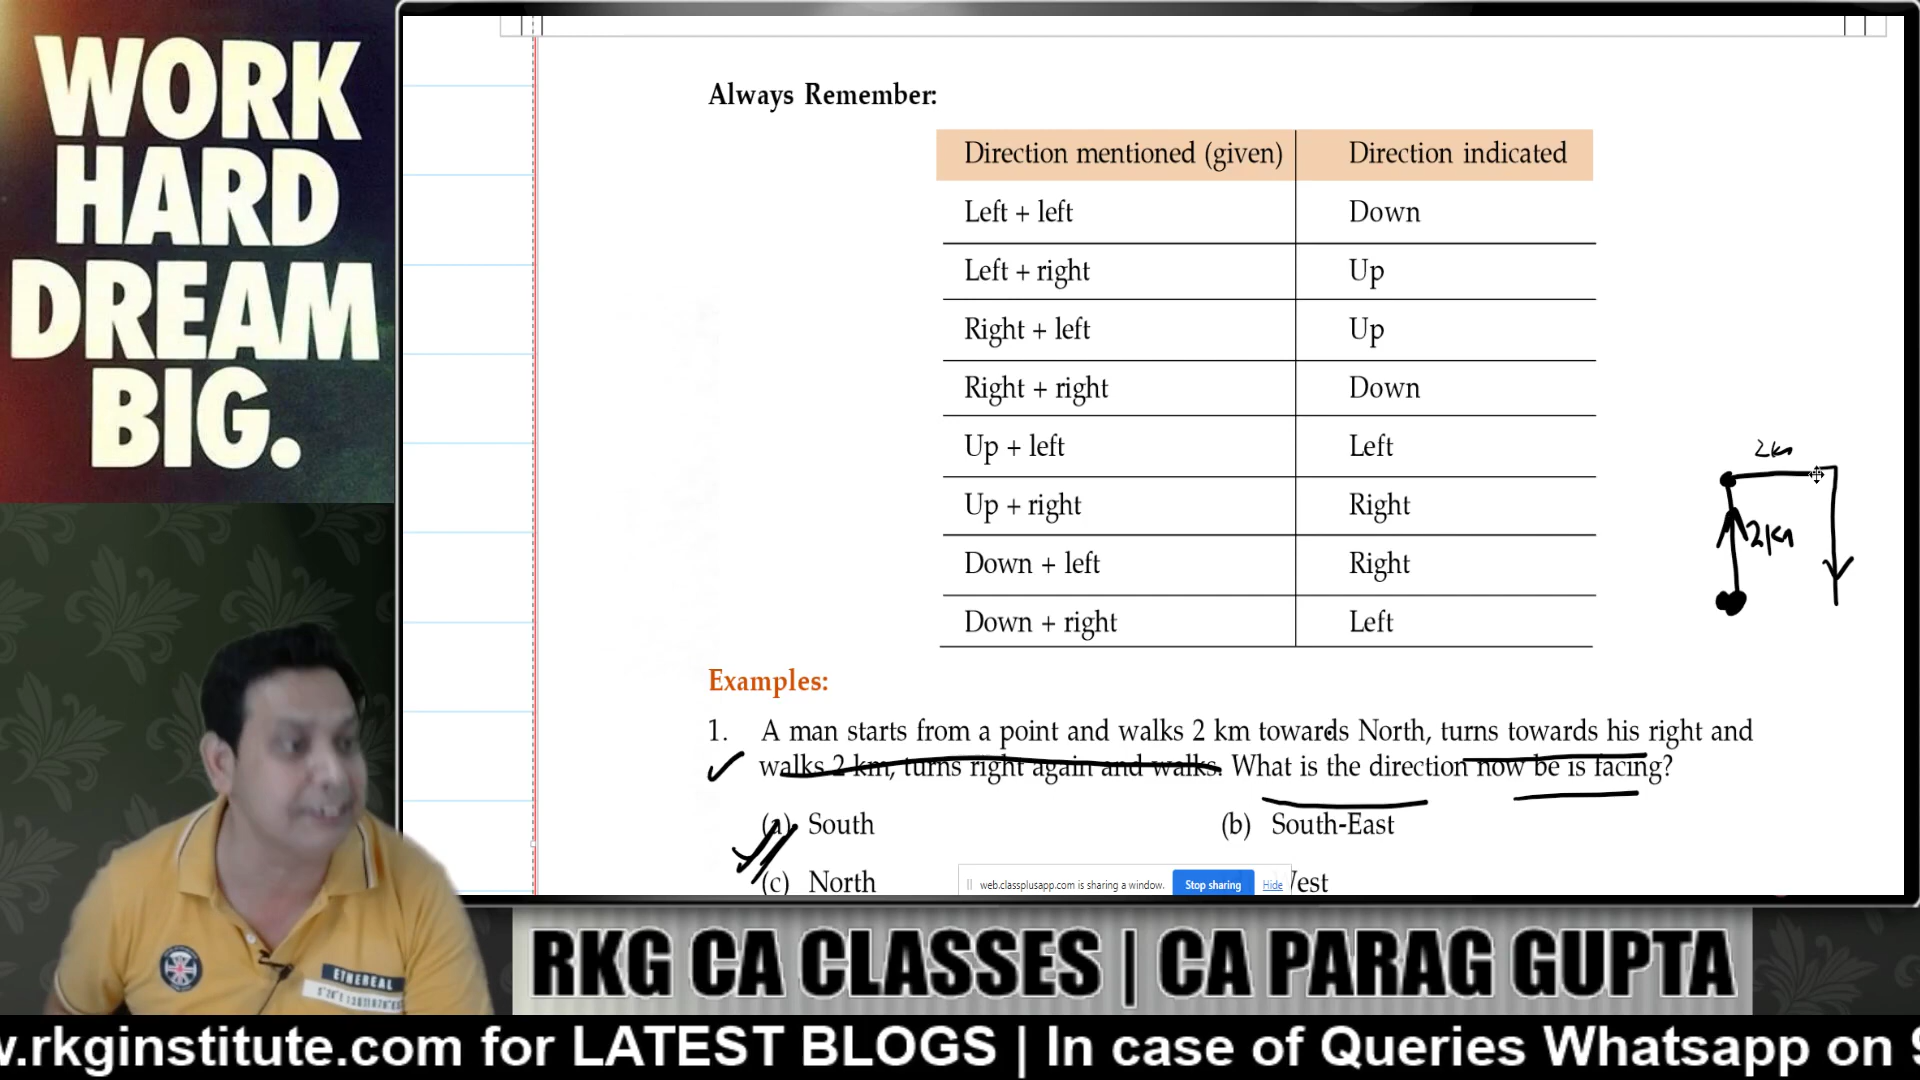 WORK
HARD
DREAM
BIG.
Always Remember:
Direction mentioned (given) Direction indicated
Left + left Down
Left + right Up
Right + left Up
Right + right Down
Up + left Left
Up + right Right
Down + left Right
Down + right Left
2km
2km
Examples:
1. A man starts from a point and walks 2 km towards North, turns towards his right and
walks 2 km, turns right again and walks. What is the direction now be is facing?
(a) South (b) South-East
(c) North West
web.classplusapp.com is sharing a window. Stop sharing Hide
ETHEREAL
RKG CA CLASSES | CA PARAG GUPTA
v.rkginstitute.com for LATEST BLOGS | In case of Queries Whatsapp on 9